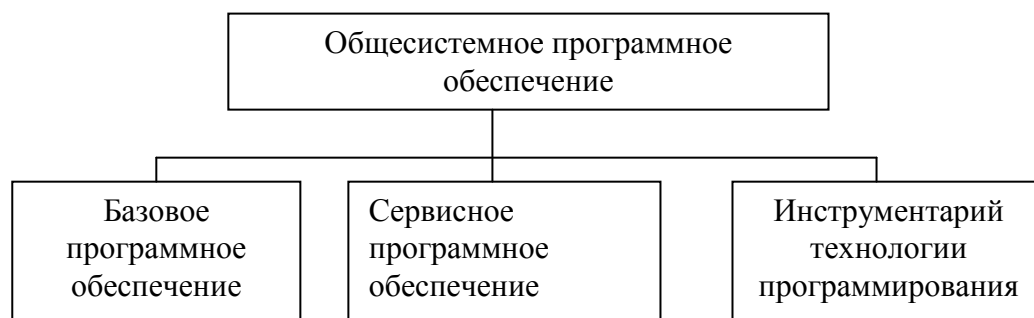 Общесистемное программное
обеспечение
Базовое
программное
обеспечение
Сервисное
программное
обеспечение
Инструментарий
технологии
программирования